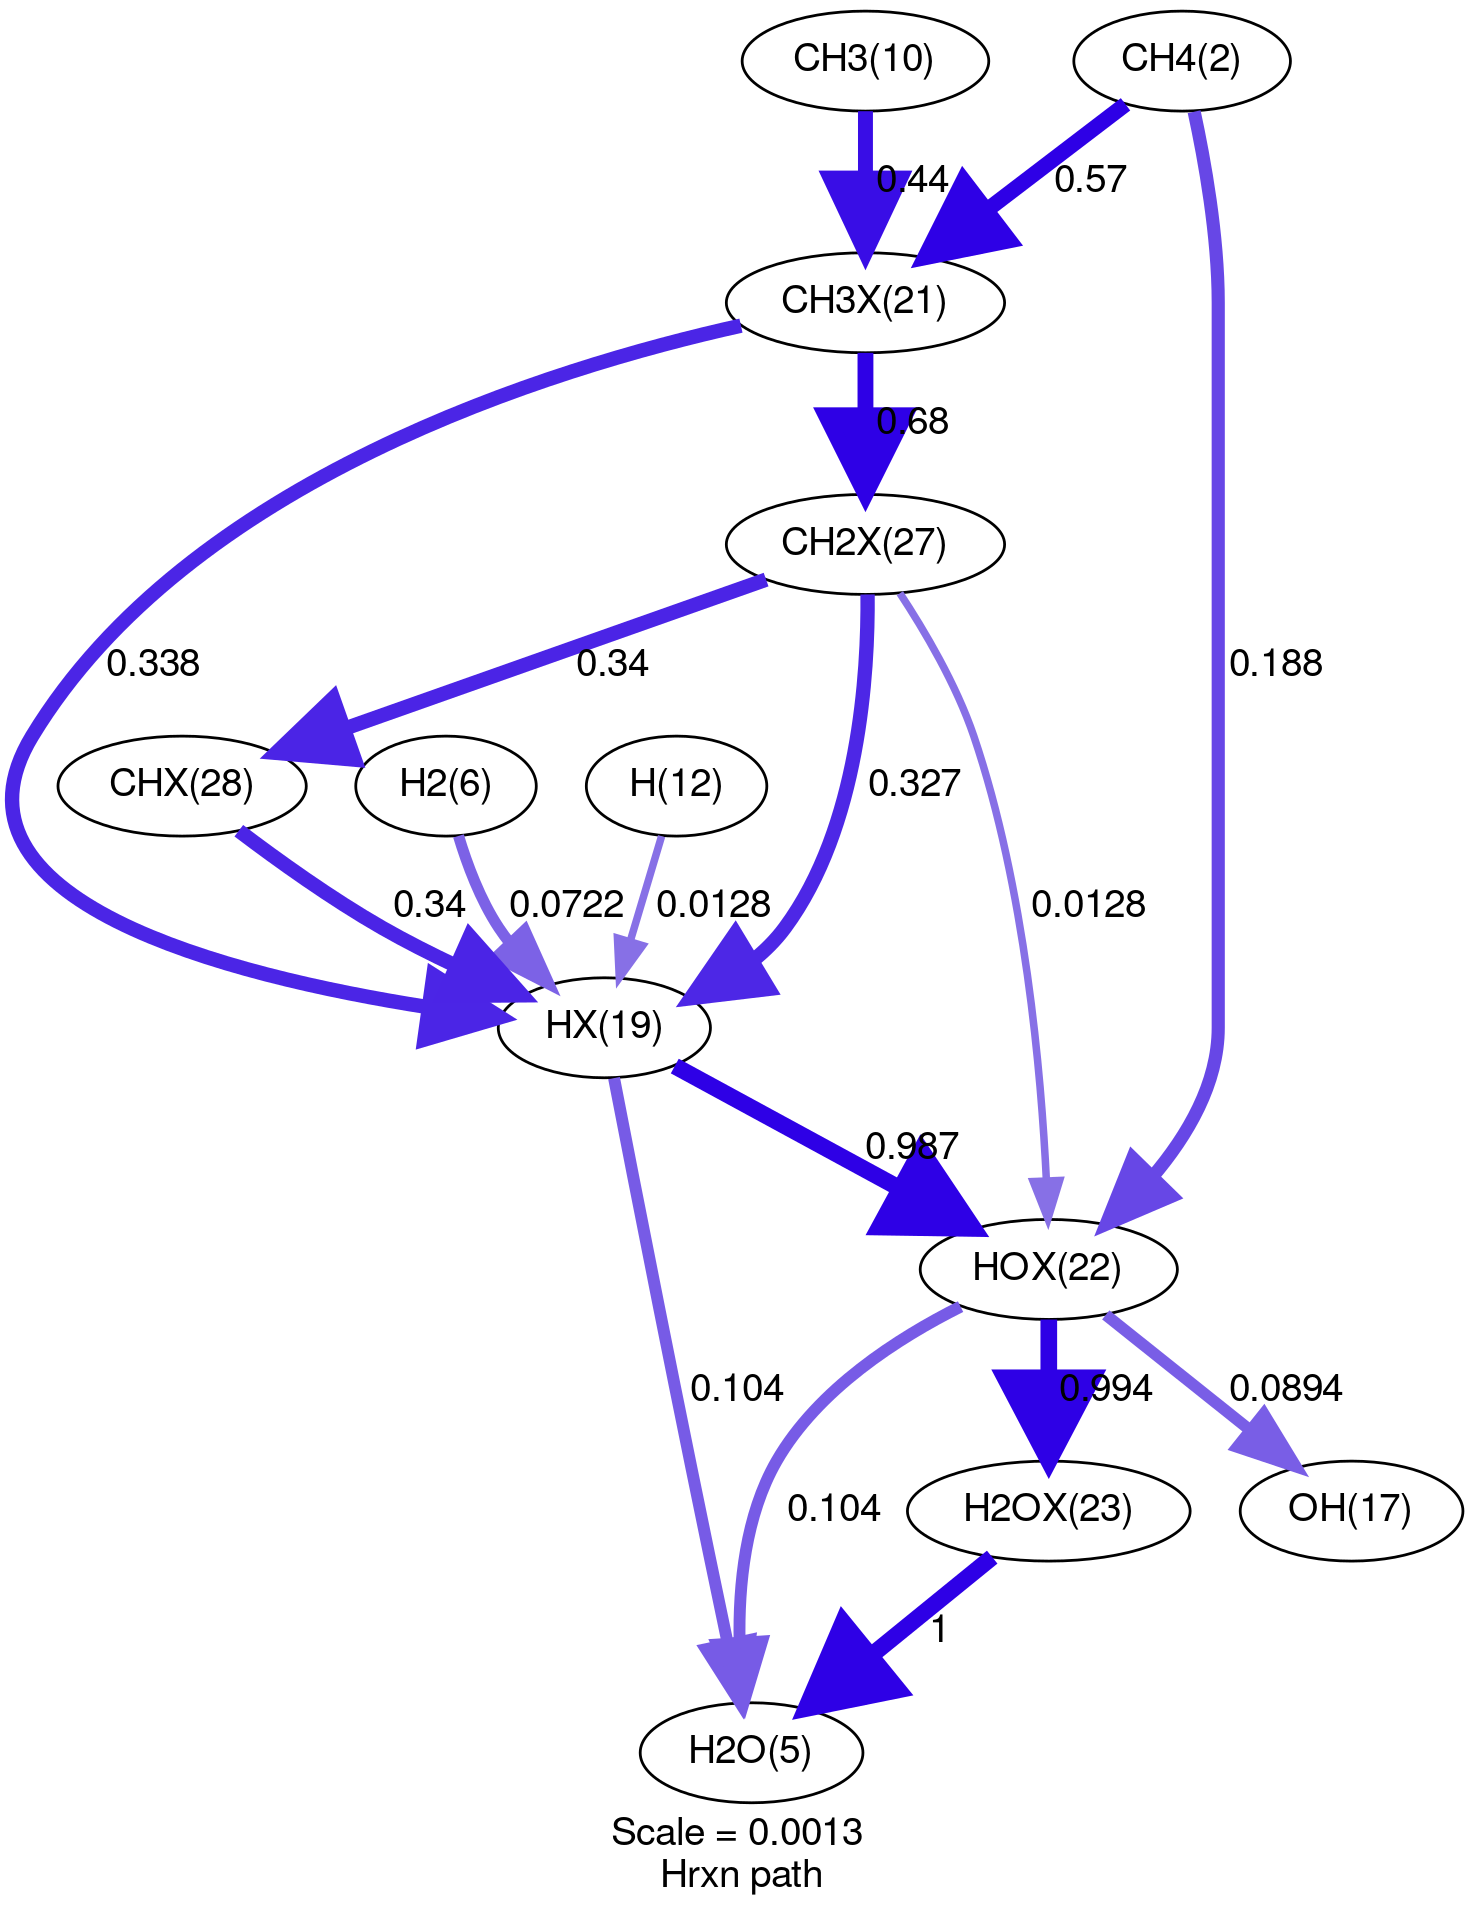 CH3(10)
CH4(2)
0.44
0.57
CH3X(21)
0.68
CH2X(27)
0.338
0.34
0.188
CHX(28)
H2(6)
H(12)
0.327
0.34
0.0722
0.0128
0.0128
HX(19)
0.987
HOX(22)
0.104
0.994
0.0894
0.104
H2OX(23)
OH(17)
1
H2O(5)
Scale = 0.0013
Hrxn path